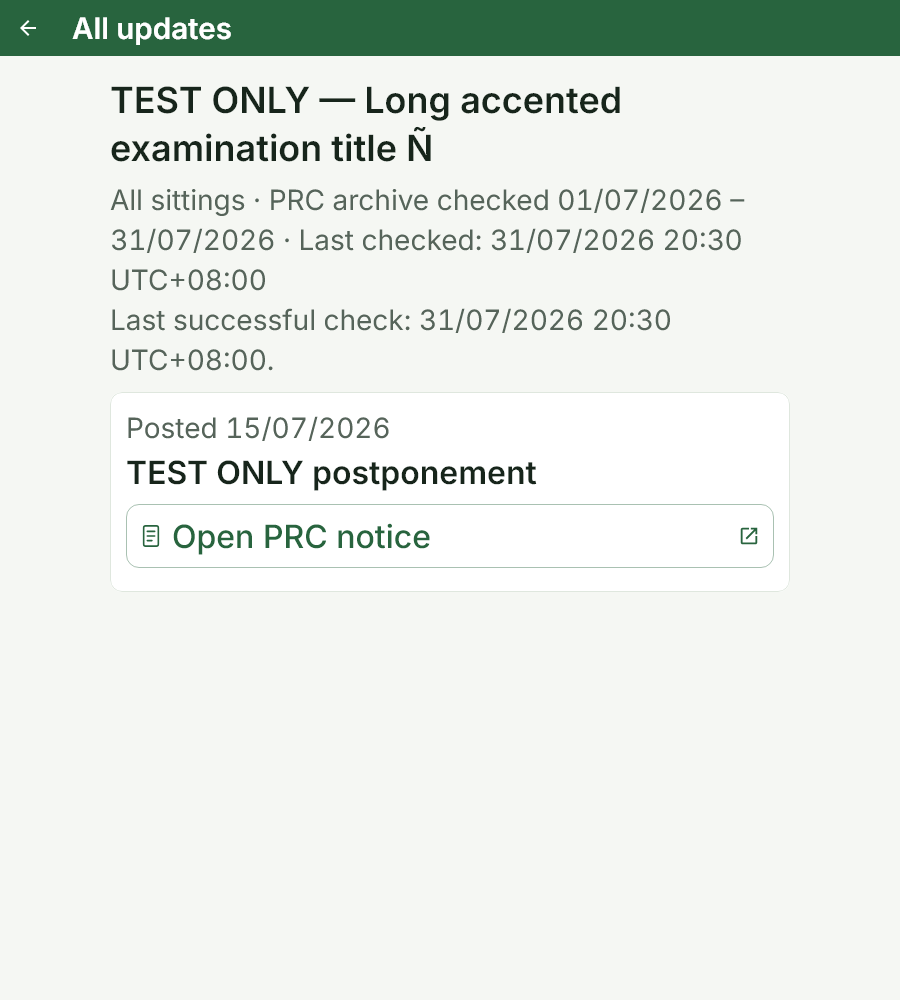 All updates
TEST ONLY — Long accented
examination title Ñ
All sittings · PRC archive checked 01/07/2026 –
31/07/2026 · Last checked: 31/07/2026 20:30
UTC+08:00
Last successful check: 31/07/2026 20:30
UTC+08:00.
Posted 15/07/2026
TEST ONLY postponement
Open PRC notice